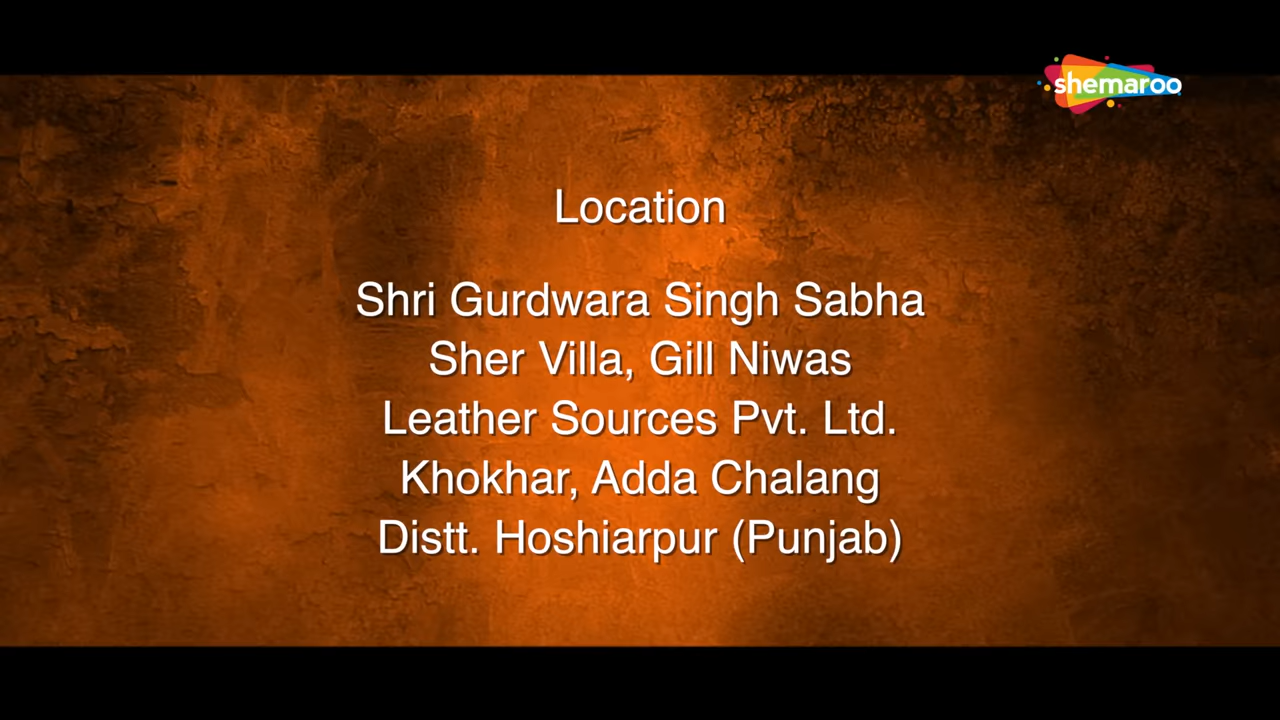 shemaroo
Location
Shri Gurdwara Singh Sabha
Sher Villa, Gill Niwas
Leather Sources Pvt. Ltd.
Khokhar, Adda Chalang
Distt. Hoshiarpur (Punjab)